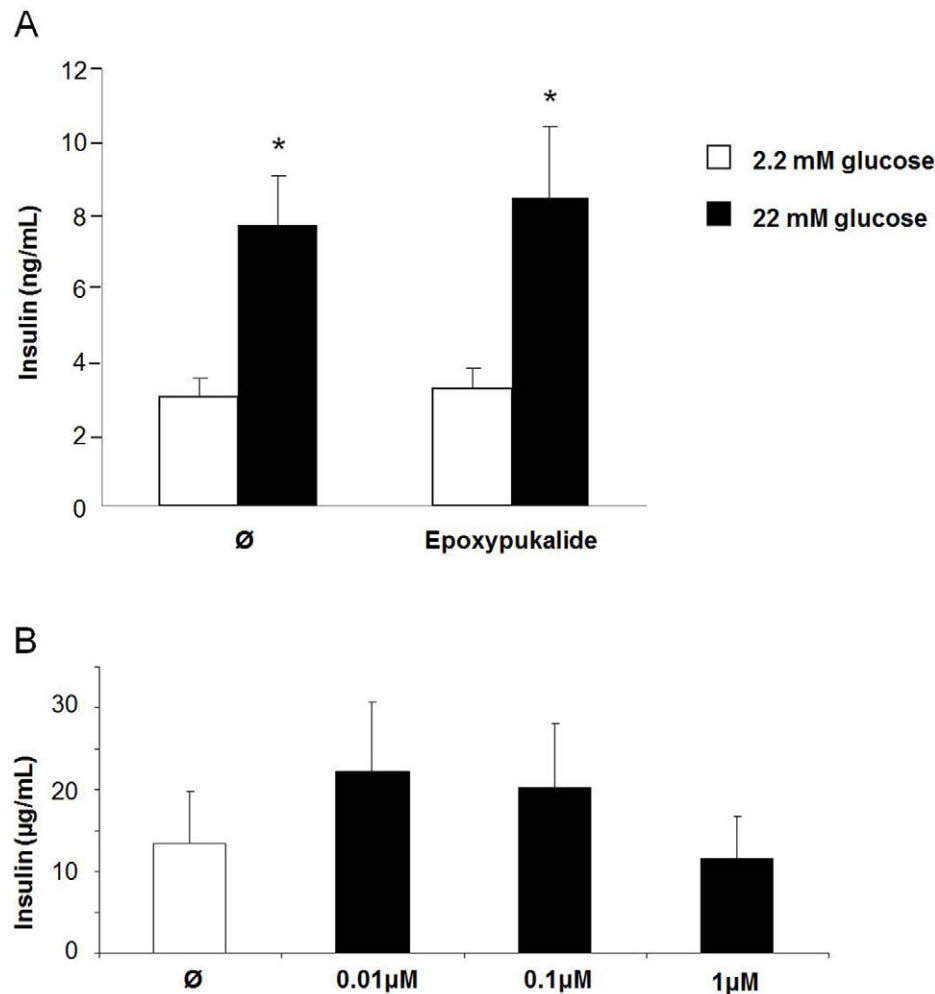 A
12
10
8
6
4
2
0
Insulin (ng/mL)
*
*
2.2 mM glucose
22 mM glucose
Ø
Epoxypukalide
B
30
20
10
0
Insulin (µg/mL)
Ø
0.01µM
0.1µM
1µM